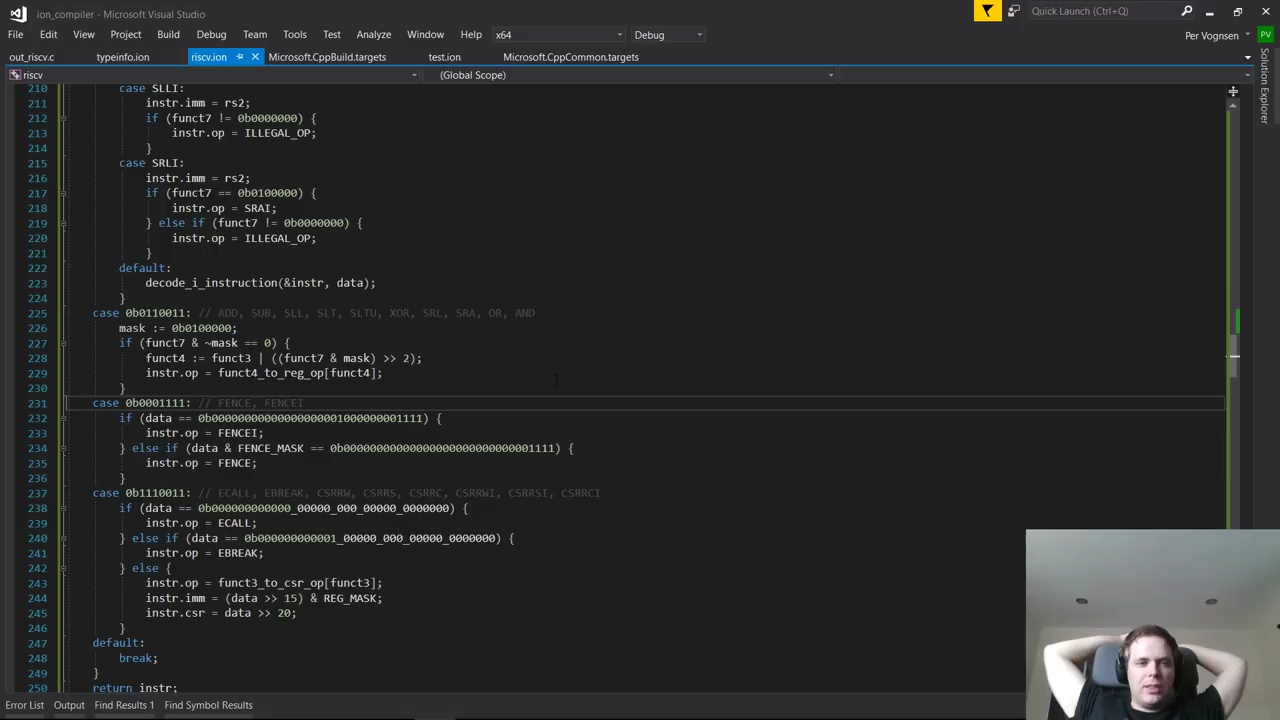 ion_compiler - Microsoft Visual Studio
Quick Launch (Ctrl+Q)
File Edit View Project Build Debug Team Tools Test Analyze Window Help x64 Debug Per Vognsen PV
out_riscv.c typeinfo.ion riscv.ion Microsoft.CppBuild.targets test.ion Microsoft.CppCommon.targets
Solution Explorer
riscv (Global Scope)
210 case SLLI:
211 instr.imm = rs2;
212 if (funct7 != 0b0000000) {
213 instr.op = ILLEGAL_OP;
214 }
215 case SRLI:
216 instr.imm = rs2;
217 if (funct7 == 0b0100000) {
218 instr.op = SRAI;
219 } else if (funct7 != 0b0000000) {
220 instr.op = ILLEGAL_OP;
221 }
222 default:
223 decode_i_instruction(&instr, data);
224 }
225 case 0b0110011: // ADD, SUB, SLL, SLT, SLTU, XOR, SRL, SRA, OR, AND
226 mask := 0b0100000;
227 if (funct7 & ~mask == 0) {
228 funct4 := funct3 | ((funct7 & mask) >> 2);
229 instr.op = funct4_to_reg_op[funct4];
230 }
231 case 0b0001111: // FENCE, FENCEI
232 if (data == 0b00000000000000000001000000001111) {
233 instr.op = FENCEI;
234 } else if (data & FENCE_MASK == 0b00000000000000000000000000001111) {
235 instr.op = FENCE;
236 }
237 case 0b1110011: // ECALL, EBREAK, CSRRW, CSRRS, CSRRC, CSRRWI, CSRRSI, CSRRCI
238 if (data == 0b000000000000_00000_000_00000_0000000) {
239 instr.op = ECALL;
240 } else if (data == 0b000000000001_00000_000_00000_0000000) {
241 instr.op = EBREAK;
242 } else {
243 instr.op = funct3_to_csr_op[funct3];
244 instr.imm = (data >> 15) & REG_MASK;
245 instr.csr = data >> 20;
246 }
247 default:
248 break;
249 }
250 return instr;
Error List Output Find Results 1 Find Symbol Results